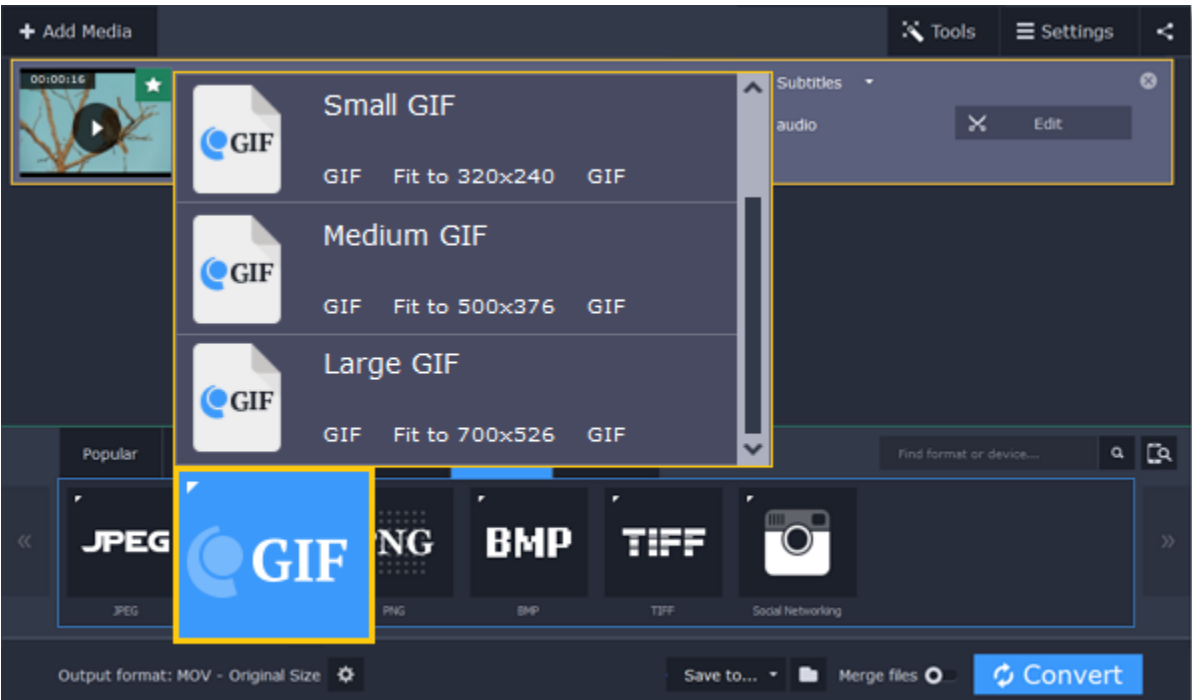 Add Media
Tools
Settings
00:00:16
Subtitles
audio
Edit
Small GIF
GIF
GIF Fit to 320x240 GIF
Medium GIF
GIF
GIF Fit to 500x376 GIF
Large GIF
GIF
GIF Fit to 700x526 GIF
Popular
Find format or device...
JPEG
GIF
NG
BMP
TIFF
JPEG
PNG
BMP
TIFF
Social Networking
Output format: MOV - Original Size
Save to...
Merge files
Convert